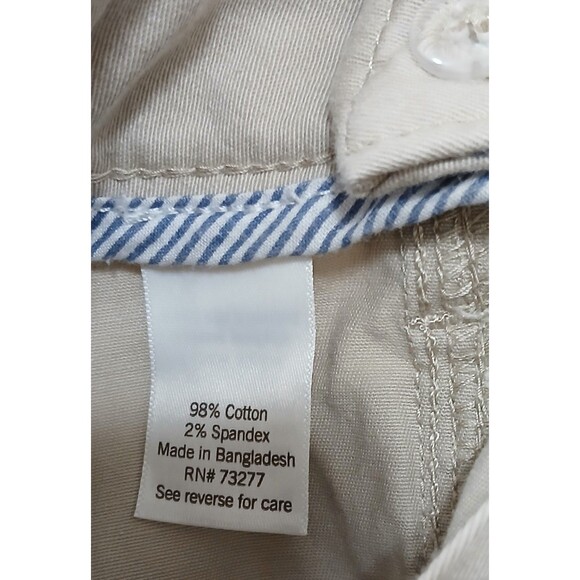 98% Cotton
2% Spandex
Made in Bangladesh
RN# 73277
See reverse for care